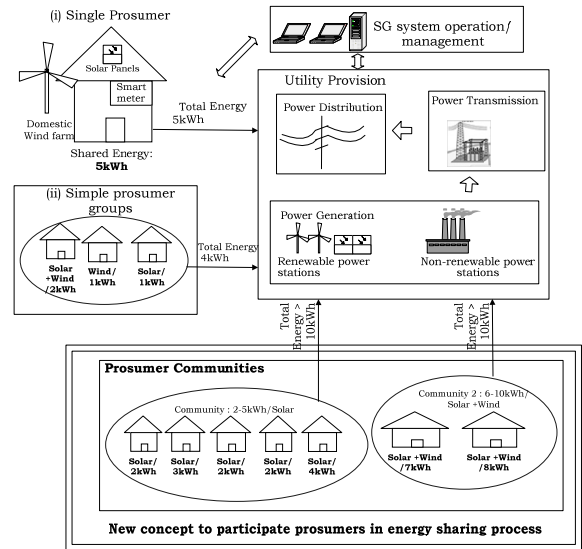 (i) Single Prosumer
Solar Panels
Smart
meter
Domestic
Wind farm
Shared Energy:
5kWh
Total Energy
5kWh
SG system operation/
management
Utility Provision
Power Distribution
Power Transmission
Power Generation
Renewable power
stations
Non-renewable power
stations
(ii) Simple prosumer
groups
Solar
+Wind
/2kWh
Wind/
1kWh
Solar/
1kWh
Total Energy
4kWh
Total
Energy >
10kWh
Total
Energy >
10kWh
Prosumer Communities
Community : 2-5kWh/Solar
Solar/
2kWh
Solar/
3kWh
Solar/
2kWh
Solar/
2kWh
Solar/
4kWh
Community 2 : 6-10kWh/
Solar +Wind
Solar +Wind
/7kWh
Solar +Wind
/8kWh
New concept to participate prosumers in energy sharing process